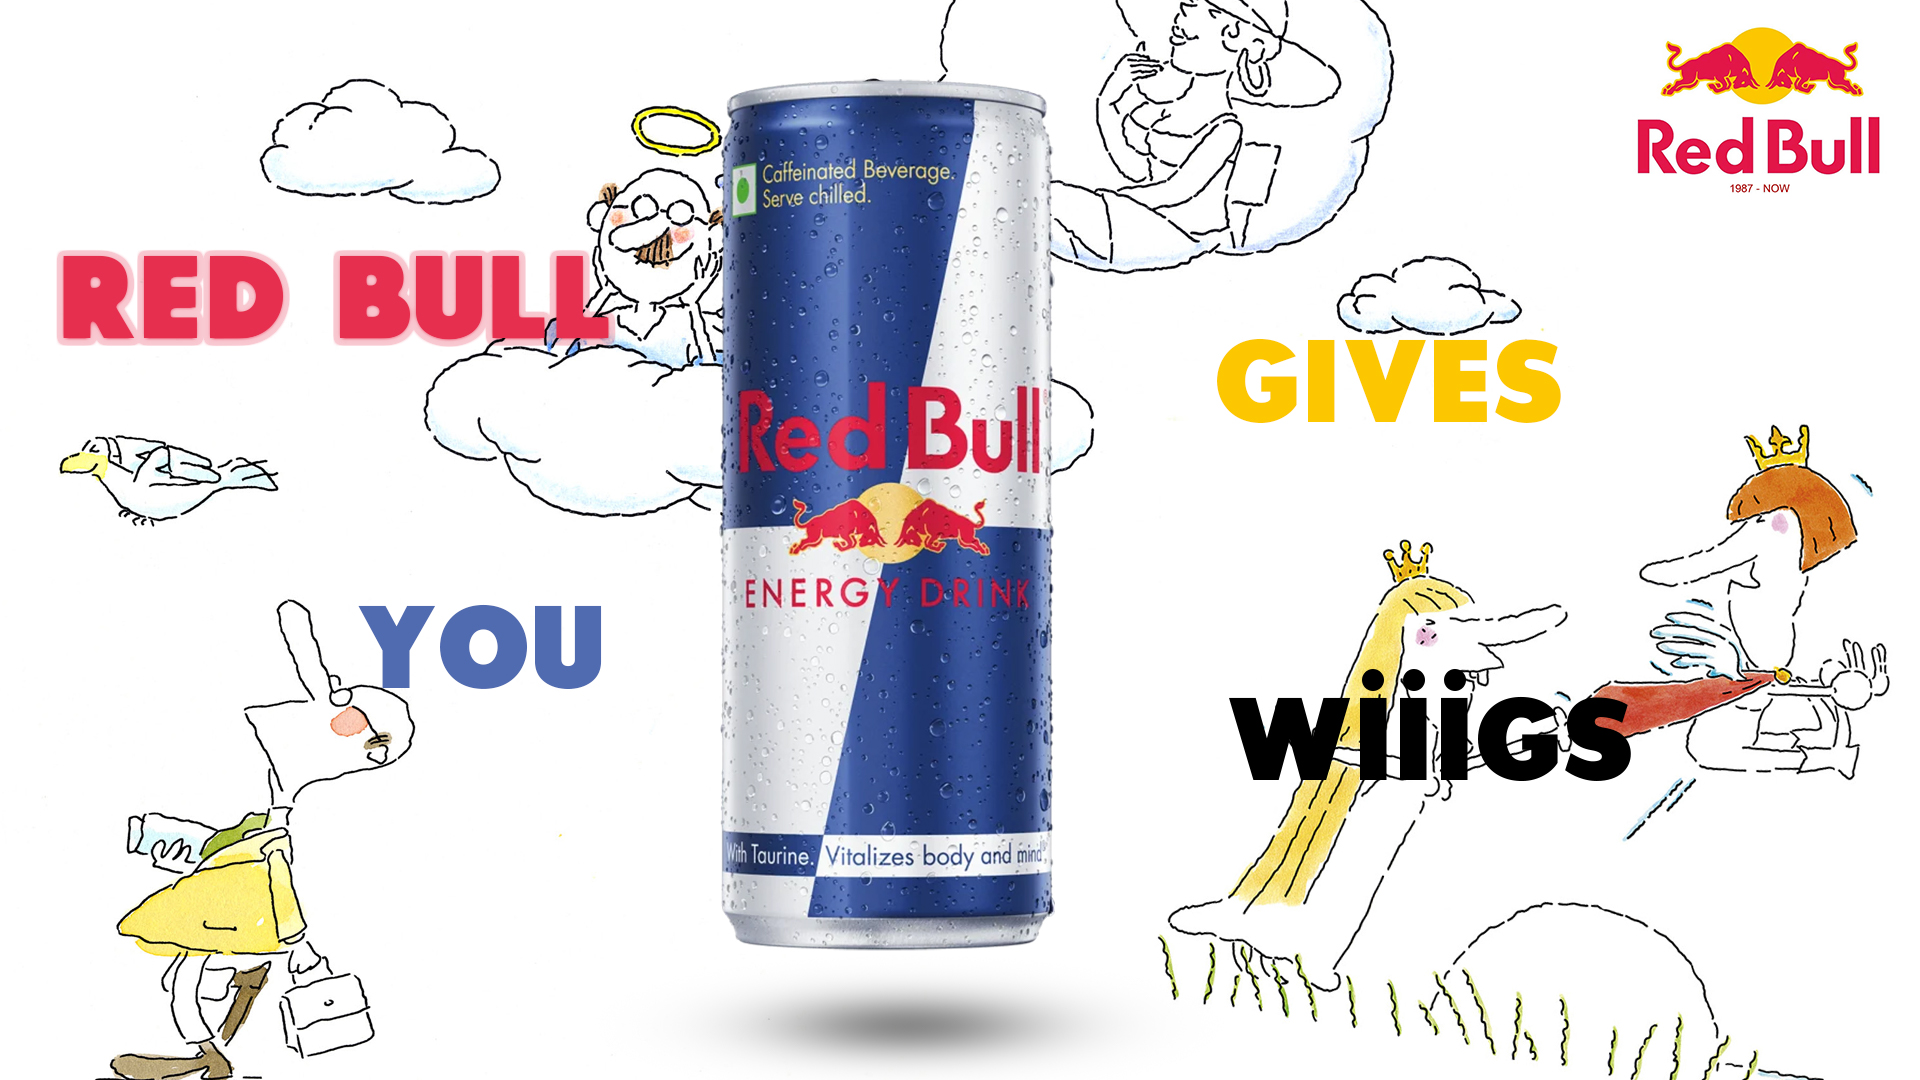 Red Bull
1987 - NOW
Caffeinated Beverage.
Serve chilled.
RED BULL
GIVES
Red Bull
ENERGY DRINK
YOU
WiiiGS
With Taurine. Vitalizes body and mind